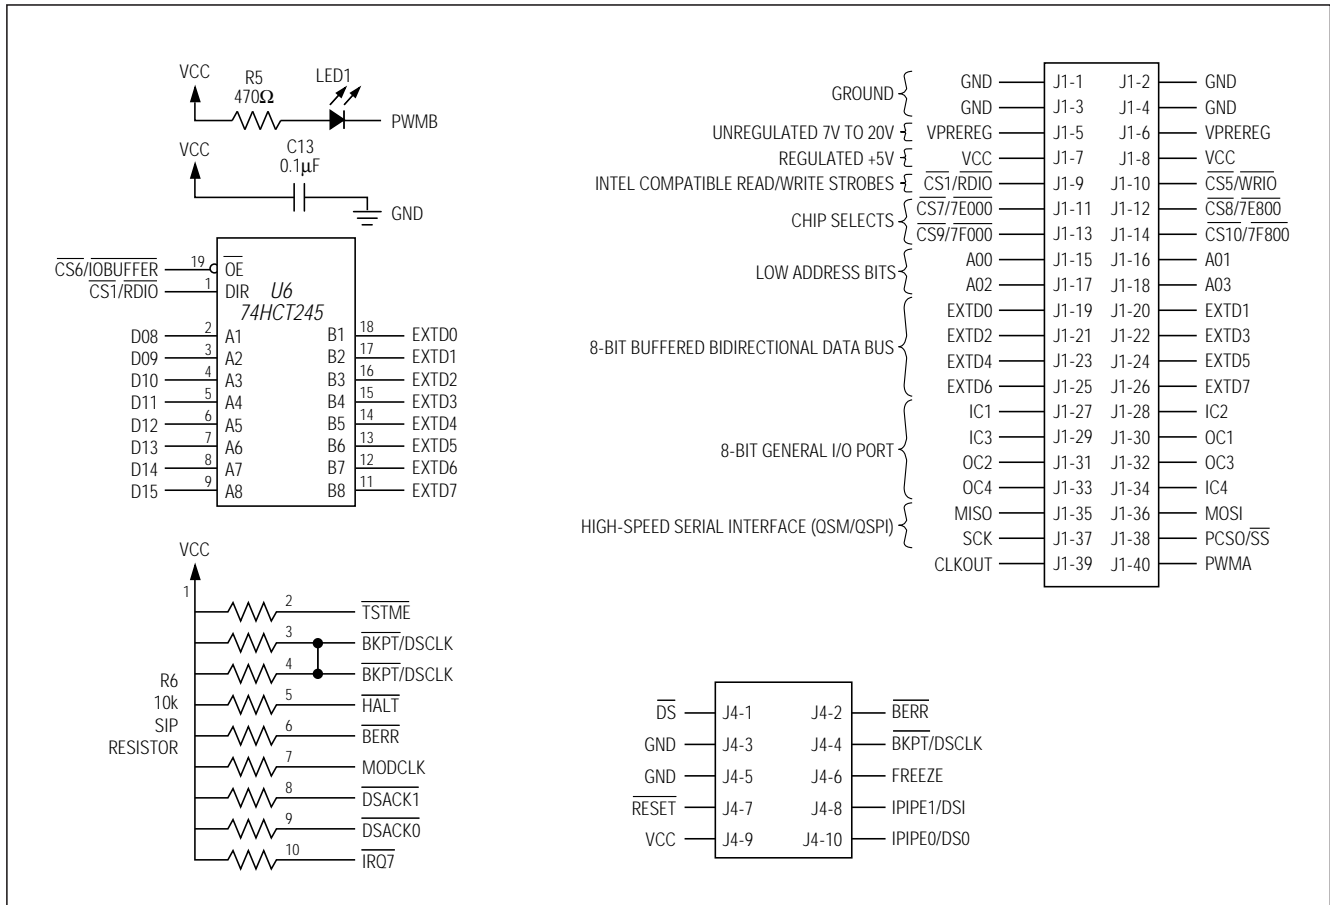 VCC
R5
470Ω
LED1
PWMB
VCC
C13
0.1µF
GND
CS6/IOBUFFER 19 OE
CS1/RDIO 1 DIR
U6
74HCT245
D08 2 A1 B1 18 EXTD0
D09 3 A2 B2 17 EXTD1
D10 4 A3 B3 16 EXTD2
D11 5 A4 B4 15 EXTD3
D12 6 A5 B5 14 EXTD4
D13 7 A6 B6 13 EXTD5
D14 8 A7 B7 12 EXTD6
D15 9 A8 B8 11 EXTD7
VCC
1
2 TSTME
3 BKPT/DSCLK
4 BKPT/DSCLK
R6
10k
SIP
RESISTOR
5 HALT
6 BERR
7 MODCLK
8 DSACK1
9 DSACK0
10 IRQ7
GROUND
UNREGULATED 7V TO 20V
REGULATED +5V
INTEL COMPATIBLE READ/WRITE STROBES
CHIP SELECTS
LOW ADDRESS BITS
8-BIT BUFFERED BIDIRECTIONAL DATA BUS
8-BIT GENERAL I/O PORT
HIGH-SPEED SERIAL INTERFACE (QSM/QSPI)
GND J1-1 J1-2 GND
GND J1-3 J1-4 GND
VPREREG J1-5 J1-6 VPREREG
VCC J1-7 J1-8 VCC
CS1/RDIO J1-9 J1-10 CS5/WRIO
CS7/7E000 J1-11 J1-12 CS8/7E800
CS9/7F000 J1-13 J1-14 CS10/7F800
A00 J1-15 J1-16 A01
A02 J1-17 J1-18 A03
EXTD0 J1-19 J1-20 EXTD1
EXTD2 J1-21 J1-22 EXTD3
EXTD4 J1-23 J1-24 EXTD5
EXTD6 J1-25 J1-26 EXTD7
IC1 J1-27 J1-28 IC2
IC3 J1-29 J1-30 OC1
OC2 J1-31 J1-32 OC3
OC4 J1-33 J1-34 IC4
MISO J1-35 J1-36 MOSI
SCK J1-37 J1-38 PCSO/SS
CLKOUT J1-39 J1-40 PWMA
DS J4-1 J4-2 BERR
GND J4-3 J4-4 BKPT/DSCLK
GND J4-5 J4-6 FREEZE
RESET J4-7 J4-8 IPIPE1/DSI
VCC J4-9 J4-10 IPIPE0/DS0